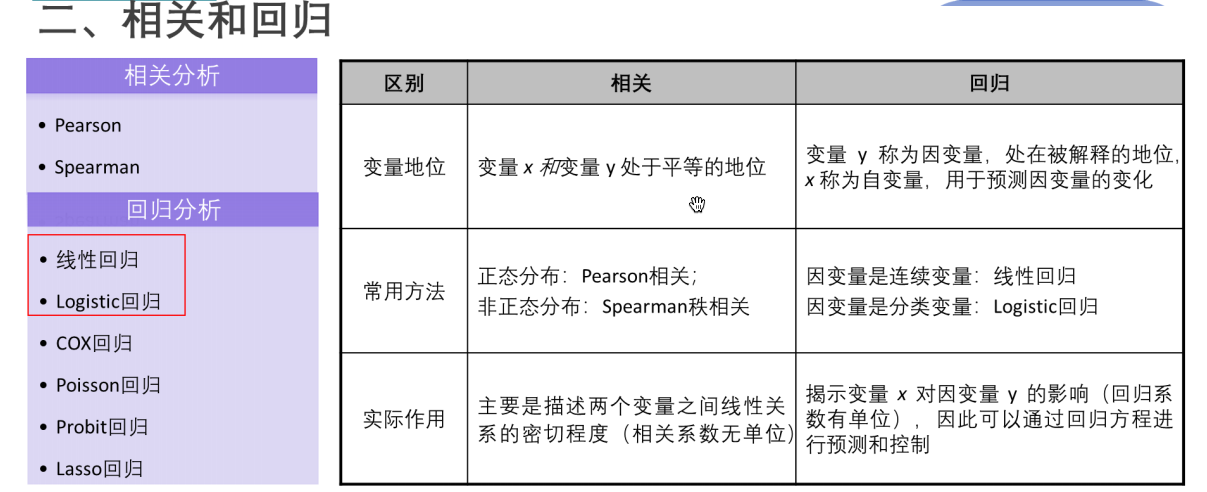 二、相关和回归
相关分析
• Pearson
• Spearman
回归分析
• 线性回归
• Logistic回归
• COX回归
• Poisson回归
• Probit回归
• Lasso回归
区别 相关 回归
变量地位
变量 x 和变量 y 处于平等的地位
变量 y 称为因变量，处在被解释的地位，
x 称为自变量，用于预测因变量的变化
常用方法
正态分布：Pearson相关；
非正态分布：Spearman秩相关
因变量是连续变量：线性回归
因变量是分类变量：Logistic回归
实际作用
主要是描述两个变量之间线性关
系的密切程度（相关系数无单位）
揭示变量 x 对因变量 y 的影响（回归系
数有单位），因此可以通过回归方程进
行预测和控制